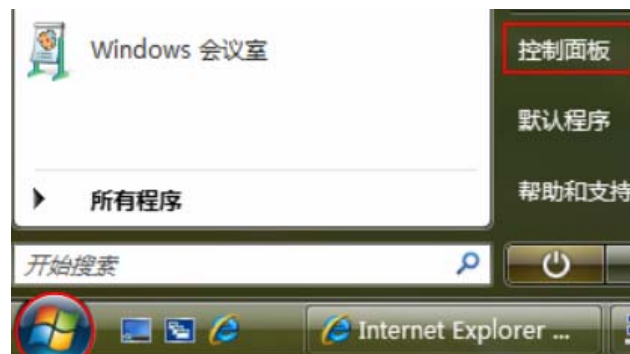 Windows 会议室
控制面板
默认程序
所有程序
帮助和支持
开始搜索
Internet Explorer ...